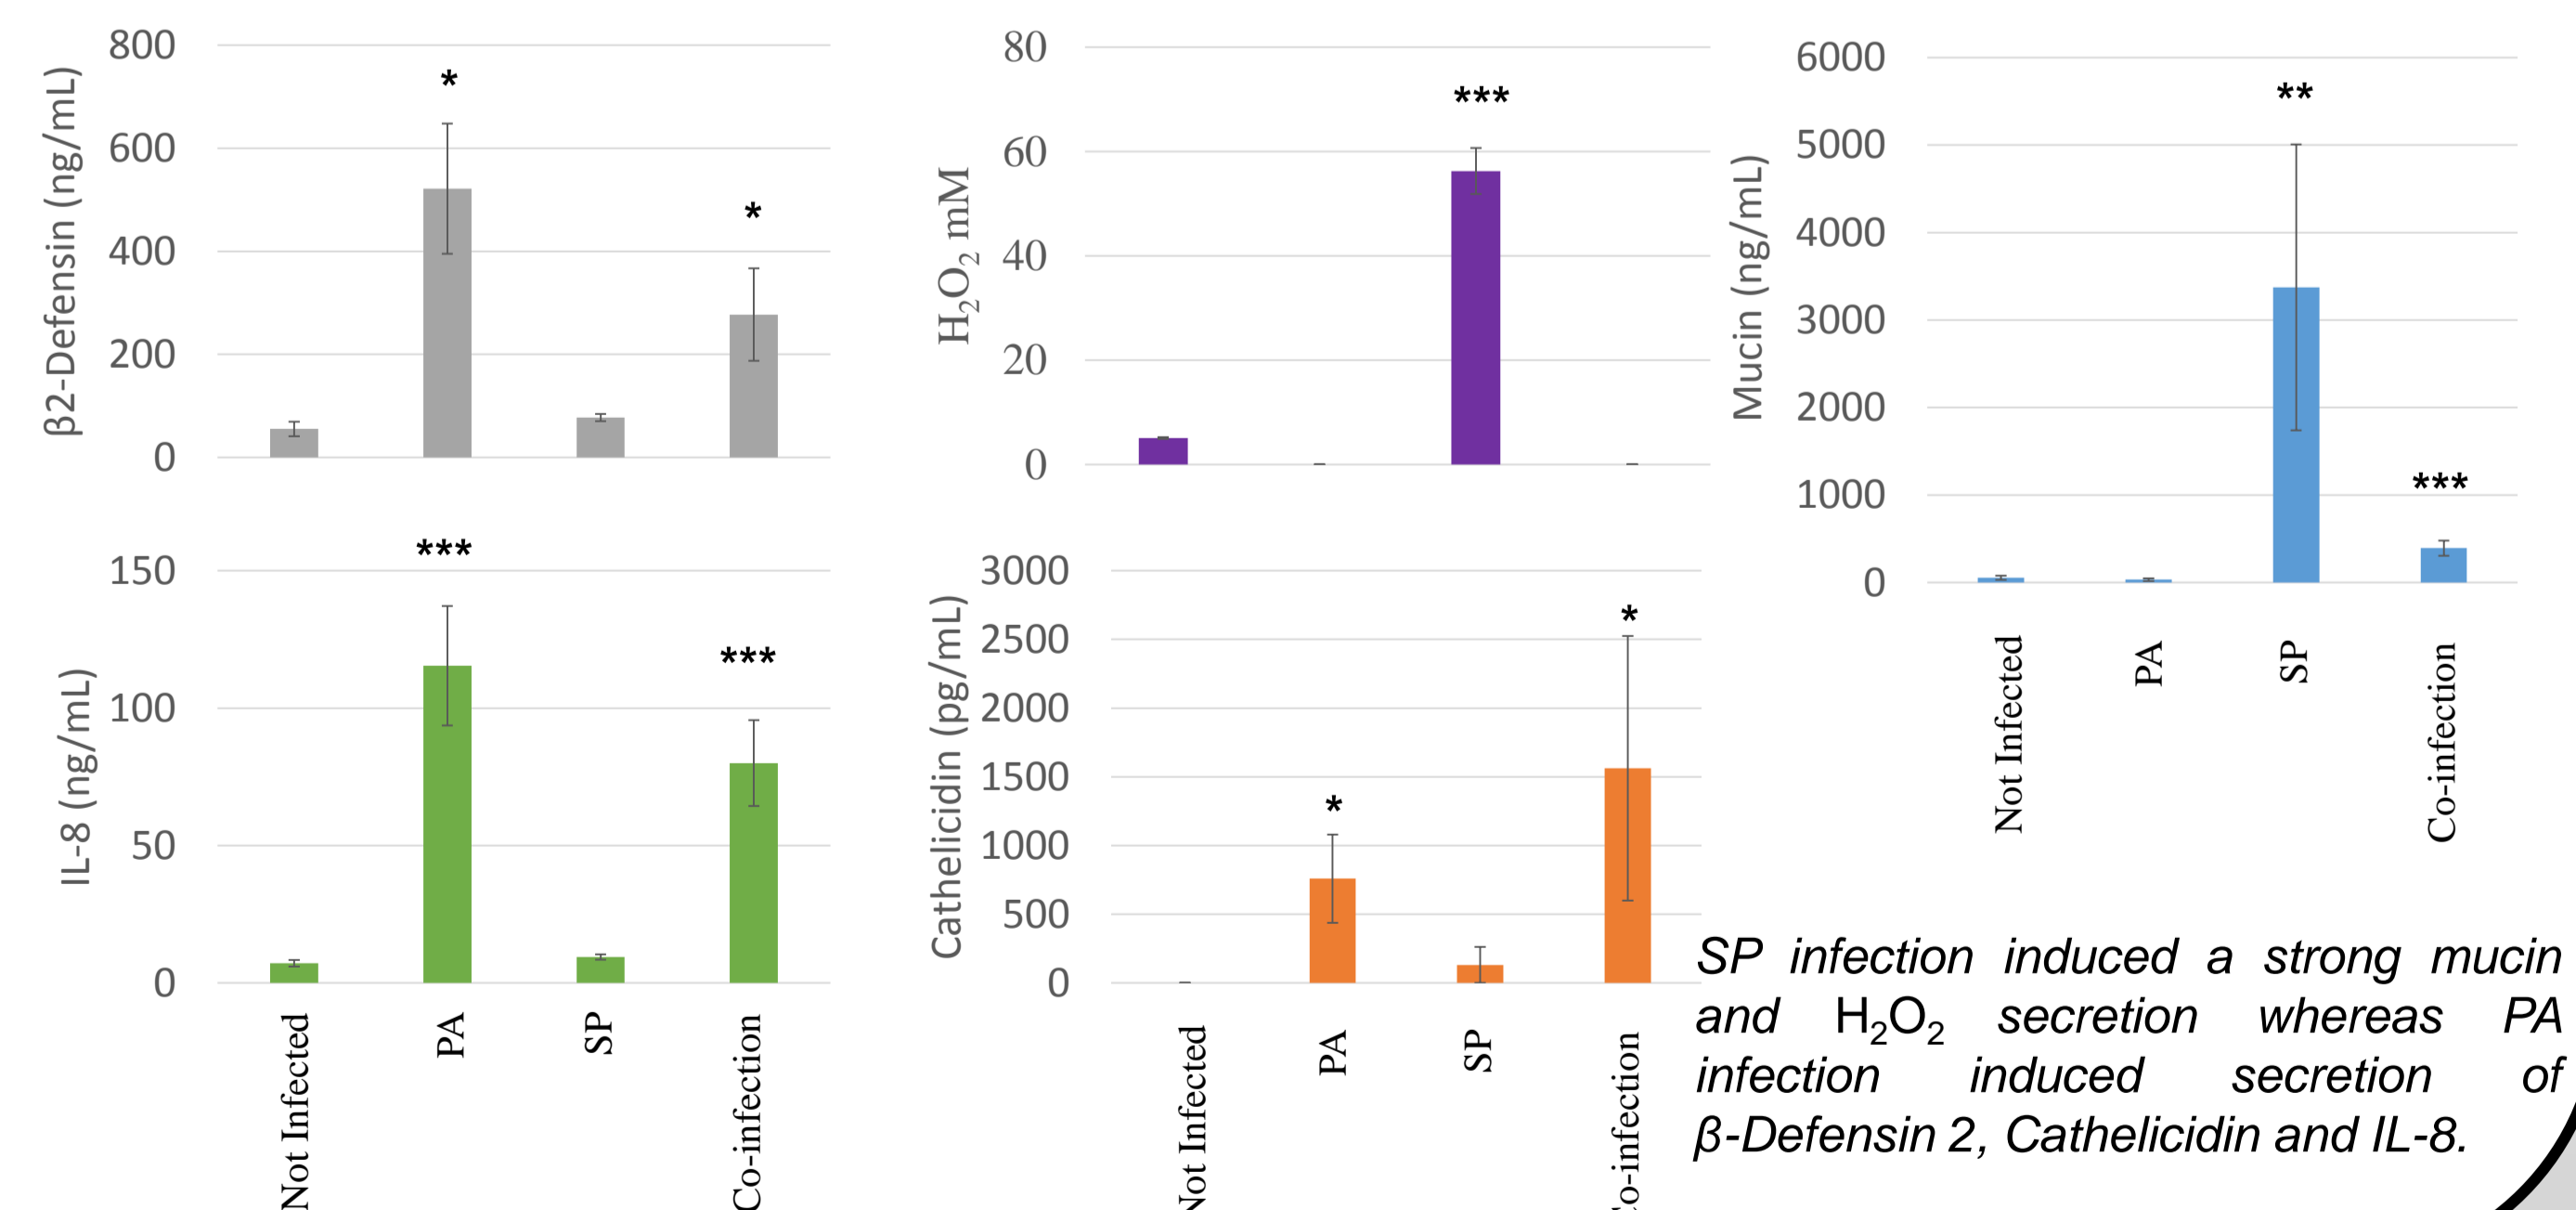 β2-Defensin (ng/mL)
800
600
400
200
0
*
*
H₂O₂ mM
80
60
40
20
0
***
Mucin (ng/mL)
6000
5000
4000
3000
2000
1000
0
**
***
Not Infected
PA
SP
Co-infection
IL-8 (ng/mL)
150
100
50
0
***
***
Not Infected
PA
SP
Co-infection
Cathelicidin (pg/mL)
3000
2500
2000
1500
1000
500
0
*
*
Not Infected
PA
SP
Co-infection
SP infection induced a strong mucin
and H₂O₂ secretion whereas PA
infection induced secretion of
β-Defensin 2, Cathelicidin and IL-8.